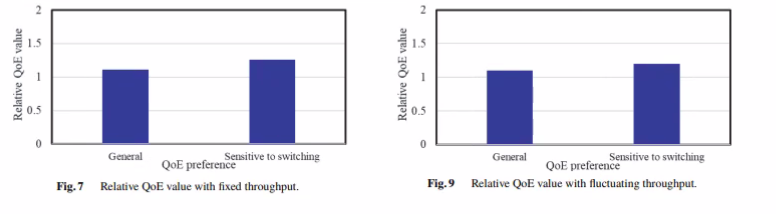 2
1.5
1
0.5
0
Relative QoE value
General
Sensitive to switching
QoE preference
Fig. 7 Relative QoE value with fixed throughput.
2
1.5
1
0.5
0
Relative QoE value
General
Sensitive to switching
QoE preference
Fig. 9 Relative QoE value with fluctuating throughput.